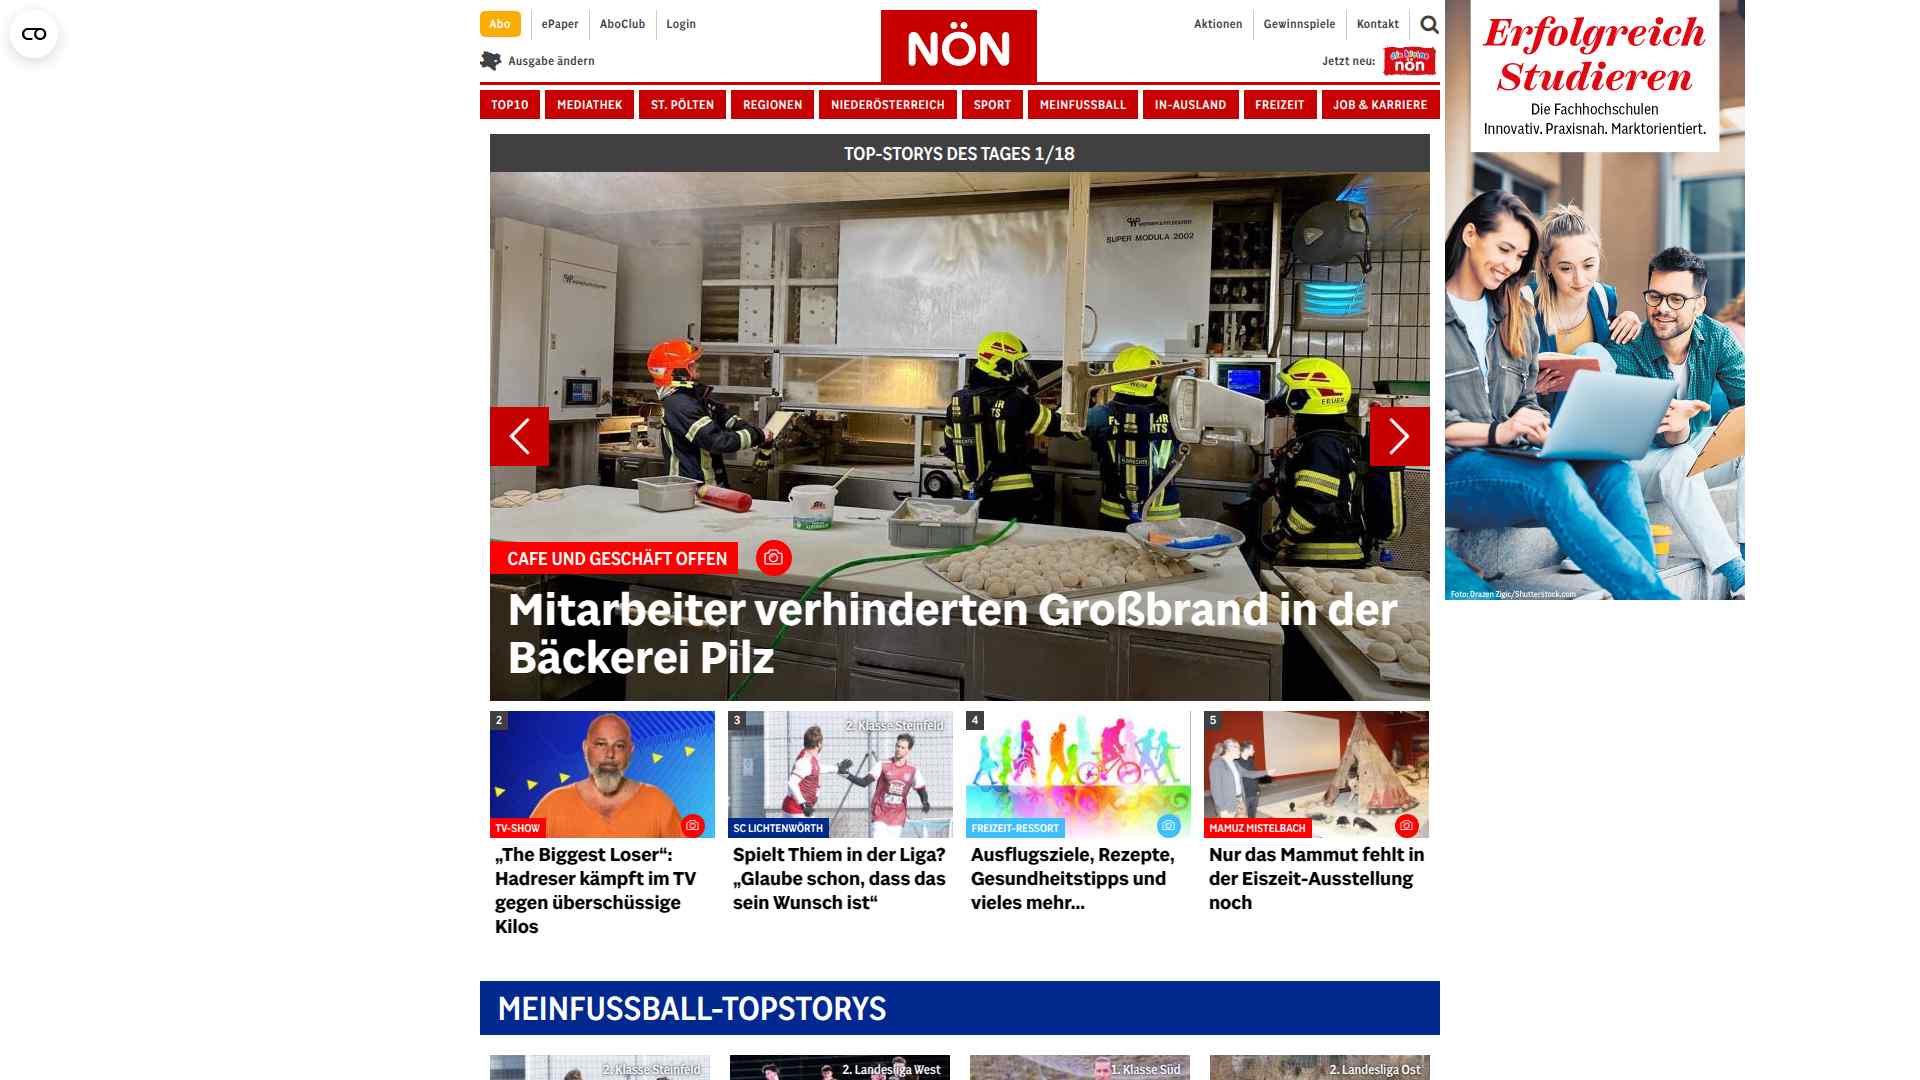 Abo
ePaper
AboClub
Login
Aktionen
Gewinnspiele
Kontakt
Ausgabe ändern
NÖN
Jetzt neu:
die kleine
nön
TOP10
MEDIATHEK
ST. PÖLTEN
REGIONEN
NIEDERÖSTERREICH
SPORT
MEINFUSSBALL
IN-AUSLAND
FREIZEIT
JOB & KARRIERE
Erfolgreich
Studieren
Die Fachhochschulen
Innovativ. Praxisnah. Marktorientiert.
Foto: Drazen Zigic/Shutterstock.com
TOP-STORYS DES TAGES 1/18
SUPER MODULA 2002
CAFE UND GESCHÄFT OFFEN
Mitarbeiter verhinderten Großbrand in der
Bäckerei Pilz
2
TV-SHOW
„The Biggest Loser“:
Hadreser kämpft im TV
gegen überschüssige
Kilos
3
2. Klasse Steinfeld
SC LICHTENWÖRTH
Spielt Thiem in der Liga?
„Glaube schon, dass das
sein Wunsch ist“
4
FREIZEIT-RESSORT
Ausflugsziele, Rezepte,
Gesundheitstipps und
vieles mehr...
5
MAMUZ MISTELBACH
Nur das Mammut fehlt in
der Eiszeit-Ausstellung
noch
MEINFUSSBALL-TOPSTORYS
2. Klasse Steinfeld
2. Landesliga West
1. Klasse Süd
2. Landesliga Ost